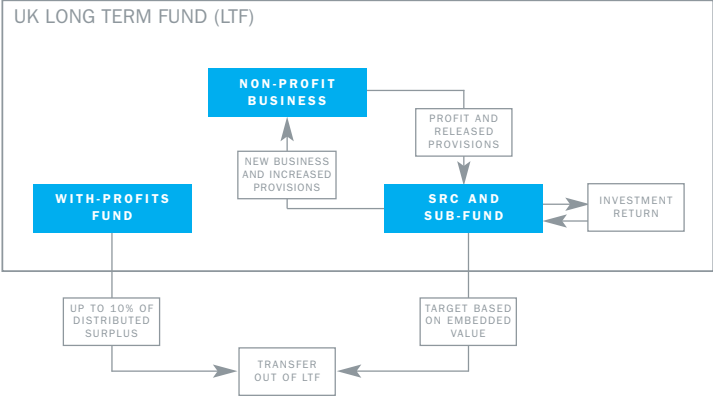 UK LONG TERM FUND (LTF)
NON-PROFIT
BUSINESS
PROFIT AND
RELEASED
PROVISIONS
NEW BUSINESS
AND INCREASED
PROVISIONS
WITH-PROFITS
FUND
SRC AND
SUB-FUND
INVESTMENT
RETURN
UP TO 10% OF
DISTRIBUTED
SURPLUS
TARGET BASED
ON EMBEDDED
VALUE
TRANSFER
OUT OF LTF